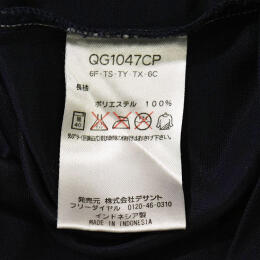 QG1047CP
6F·TS·TY·TX·6C
長袖
ポリエステル 100%
40
発売元 株式会社デサント
フリーダイヤル 0120-46-0310
インドネシア製
MADE IN INDONESIA